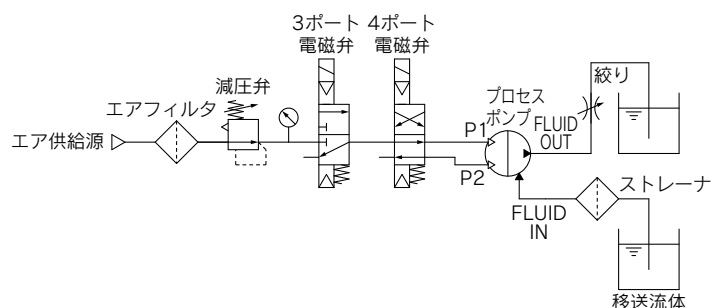 3ポート
電磁弁
4ポート
電磁弁
減圧弁
エアフィルタ
エア供給源
プロセス
ポンプ
P1
P2
FLUID
OUT
絞り
FLUID
IN
ストレーナ
移送流体